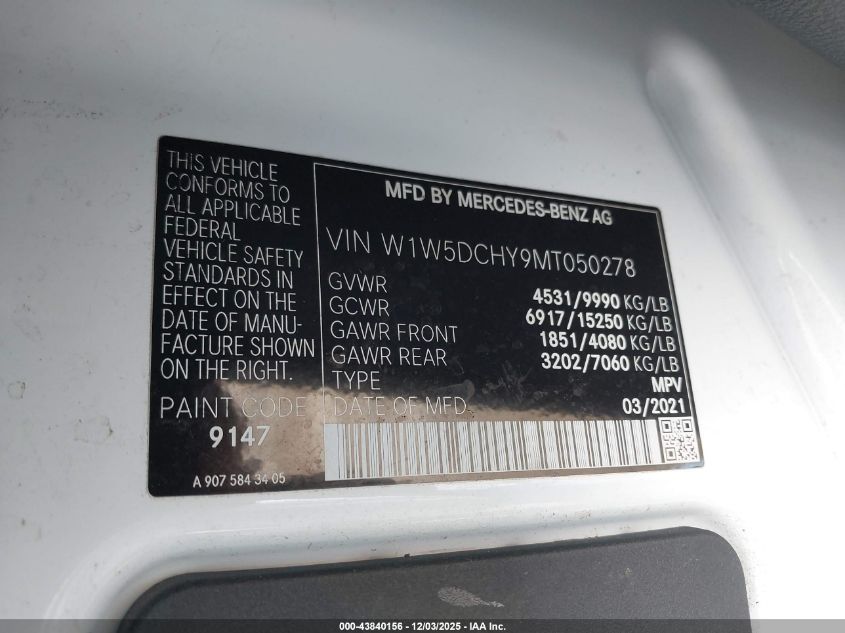 THIS VEHICLE
CONFORMS TO
ALL APPLICABLE
FEDERAL
VEHICLE SAFETY
STANDARDS IN
EFFECT ON THE
DATE OF MANU-
FACTURE SHOWN
ON THE RIGHT.
PAINT CODE
9147
A 907 584 34 05
MFD BY MERCEDES-BENZ AG
VIN W1W5DCHY9MT050278
GVWR 4531/9990 KG/LB
GCWR 6917/15250 KG/LB
GAWR FRONT 1851/4080 KG/LB
GAWR REAR 3202/7060 KG/LB
TYPE MPV
DATE OF MFD 03/2021
000-43840156 - 12/03/2025 - IAA Inc.